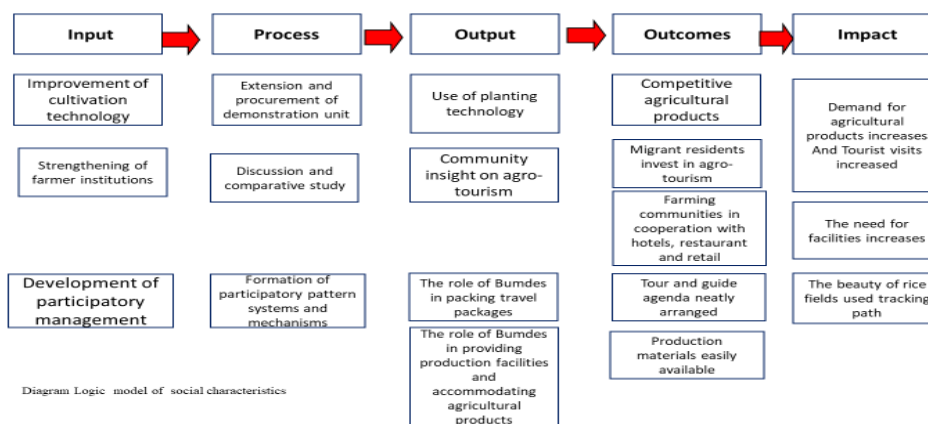 Input
Process
Output
Outcomes
Impact
Improvement of
cultivation
technology
Extension and
procurement of
demonstration unit
Use of planting
technology
Competitive
agricultural
products
Demand for
agricultural
products increases
And Tourist visits
increased
Strengthening of
farmer institutions
Discussion and
comparative study
Community
insight on agro-
tourism
Migrant residents
invest in agro-
tourism
Farming
communities in
cooperation with
hotels, restaurant
and retail
The need for
facilities increases
Development of
participatory
management
Formation of
participatory pattern
systems and
mechanisms
The role of Bumdes
in packing travel
packages
Tour and guide
agenda neatly
arranged
The beauty of rice
fields used tracking
path
The role of Bumdes
in providing
production facilities
and
accommodating
agricultural
products
Production
materials easily
available
Diagram Logic model of social characteristics